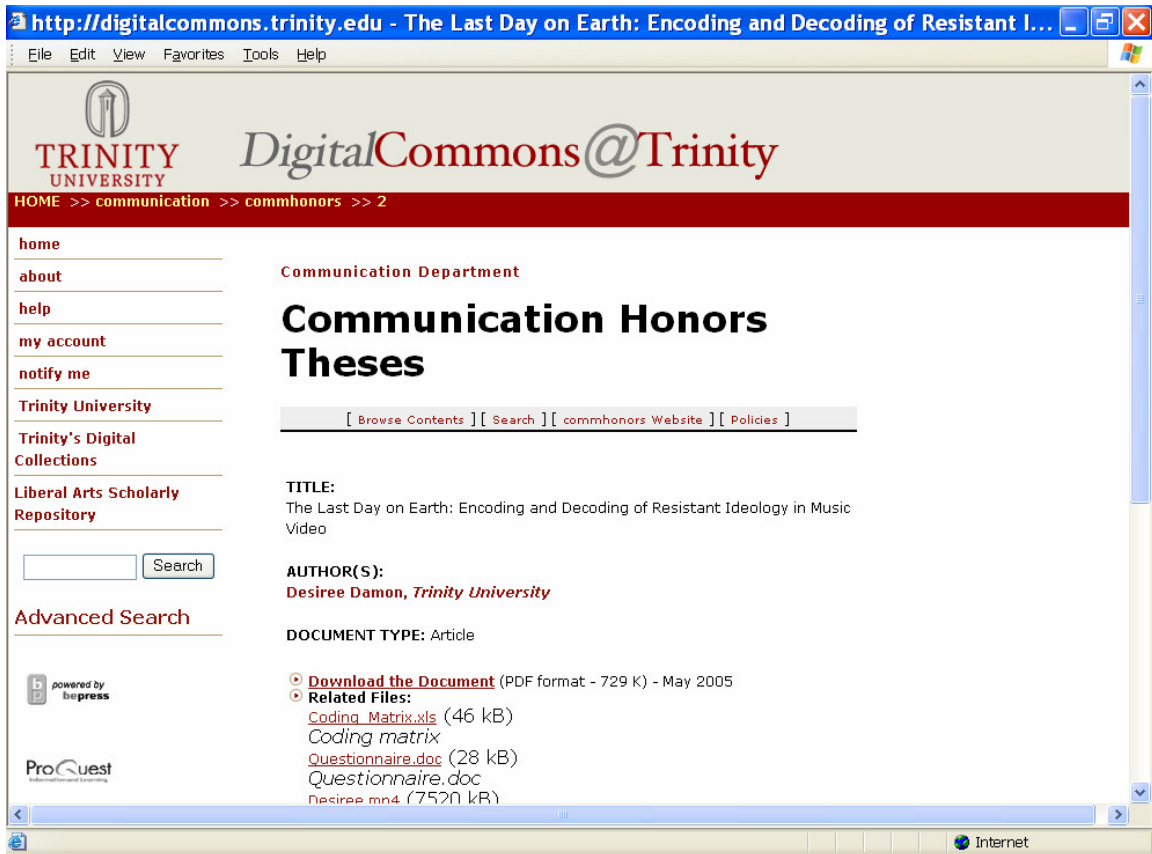 http://digitalcommons.trinity.edu - The Last Day on Earth: Encoding and Decoding of Resistant I...
File Edit View Favorites Tools Help
TRINITY
UNIVERSITY
DigitalCommons@Trinity
HOME >> communication >> commhonors >> 2
home
about
help
my account
notify me
Trinity University
Trinity's Digital
Collections
Liberal Arts Scholarly
Repository
Search
Advanced Search
powered by
bepress
ProQuest
Information and Learning
Communication Department
Communication Honors
Theses
[ Browse Contents ] [ Search ] [ commhonors Website ] [ Policies ]
TITLE:
The Last Day on Earth: Encoding and Decoding of Resistant Ideology in Music
Video
AUTHOR(S):
Desiree Damon, Trinity University
DOCUMENT TYPE: Article
Download the Document (PDF format - 729 K) - May 2005
Related Files:
Coding_Matrix.xls (46 kB)
Coding matrix
Questionnaire.doc (28 kB)
Questionnaire.doc
Desiree.mp4 (7520 kB)
Internet